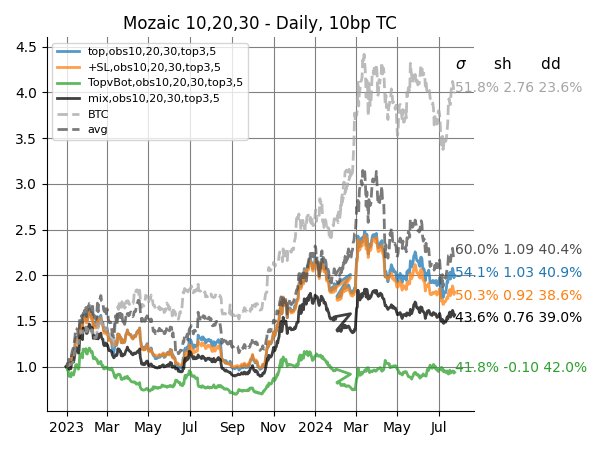 Mozaic 10,20,30 - Daily, 10bp TC
top,obs10,20,30,top3,5
+SL,obs10,20,30,top3,5
TopvBot,obs10,20,30,top3,5
mix,obs10,20,30,top3,5
BTC
avg
σ sh dd
51.8% 2.76 23.6%
60.0% 1.09 40.4%
54.1% 1.03 40.9%
50.3% 0.92 38.6%
43.6% 0.76 39.0%
41.8% -0.10 42.0%
4.5
4.0
3.5
3.0
2.5
2.0
1.5
1.0
2023 Mar May Jul Sep Nov 2024 Mar May Jul